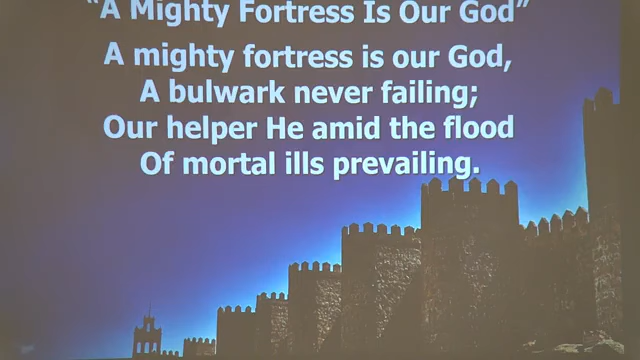 “A Mighty Fortress Is Our God”
A mighty fortress is our God,
A bulwark never failing;
Our helper He amid the flood
Of mortal ills prevailing.